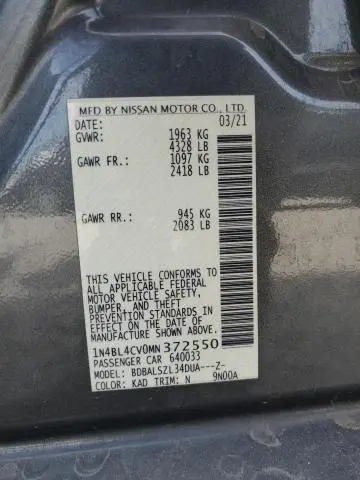 MFD BY NISSAN MOTOR CO., LTD.
DATE: 03/21
GVWR: 1963 KG
4328 LB
GAWR FR: 1097 KG
2418 LB
GAWR RR: 945 KG
2083 LB
THIS VEHICLE CONFORMS TO
ALL APPLICABLE FEDERAL
MOTOR VEHICLE SAFETY,
BUMPER, AND THEFT
PREVENTION STANDARDS
IN EFFECT ON THE DATE OF
MANUFACTURE SHOWN ABOVE.
1N4BL4CV0MN372550
PASSENGER CAR 640033
MODEL: BDBALSZL34DUA---Z-
COLOR: KAD TRIM: N 9N00A